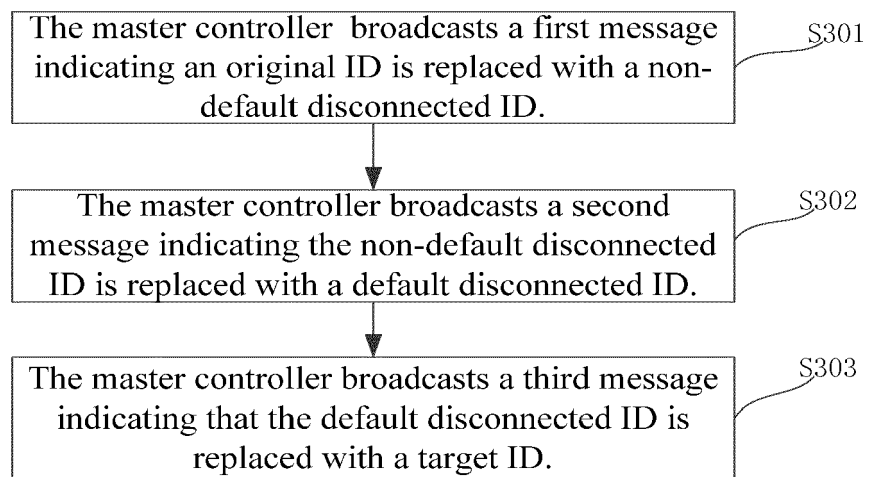 The master controller broadcasts a first message
S301
indicating an original ID is replaced with a non-
default disconnected ID.
The master controller broadcasts a second
S302
message indicating the non-default disconnected
ID is replaced with a default disconnected ID.
The master controller broadcasts a third message
S303
indicating that the default disconnected ID is
replaced with a target ID.